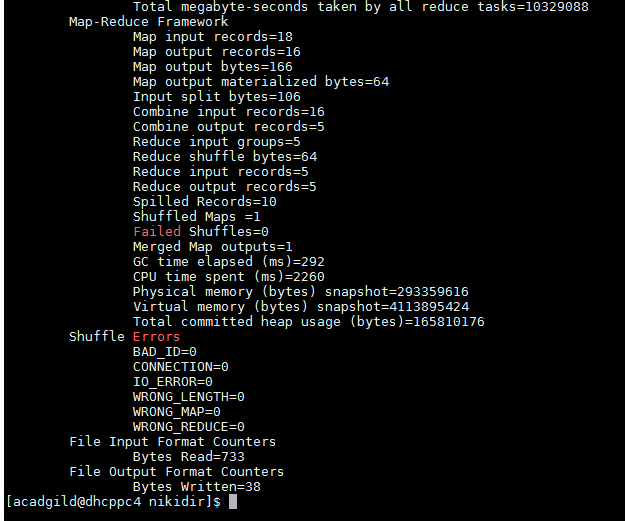 Total megabyte-seconds taken by all reduce tasks=10329088
Map-Reduce Framework
Map input records=18
Map output records=16
Map output bytes=166
Map output materialized bytes=64
Input split bytes=106
Combine input records=16
Combine output records=5
Reduce input groups=5
Reduce shuffle bytes=64
Reduce input records=5
Reduce output records=5
Spilled Records=10
Shuffled Maps =1
Failed Shuffles=0
Merged Map outputs=1
GC time elapsed (ms)=292
CPU time spent (ms)=2260
Physical memory (bytes) snapshot=293359616
Virtual memory (bytes) snapshot=4113895424
Total committed heap usage (bytes)=165810176
Shuffle Errors
BAD_ID=0
CONNECTION=0
IO_ERROR=0
WRONG_LENGTH=0
WRONG_MAP=0
WRONG_REDUCE=0
File Input Format Counters
Bytes Read=733
File Output Format Counters
Bytes Written=38
[acadgild@dhcppc4 nikidir]$